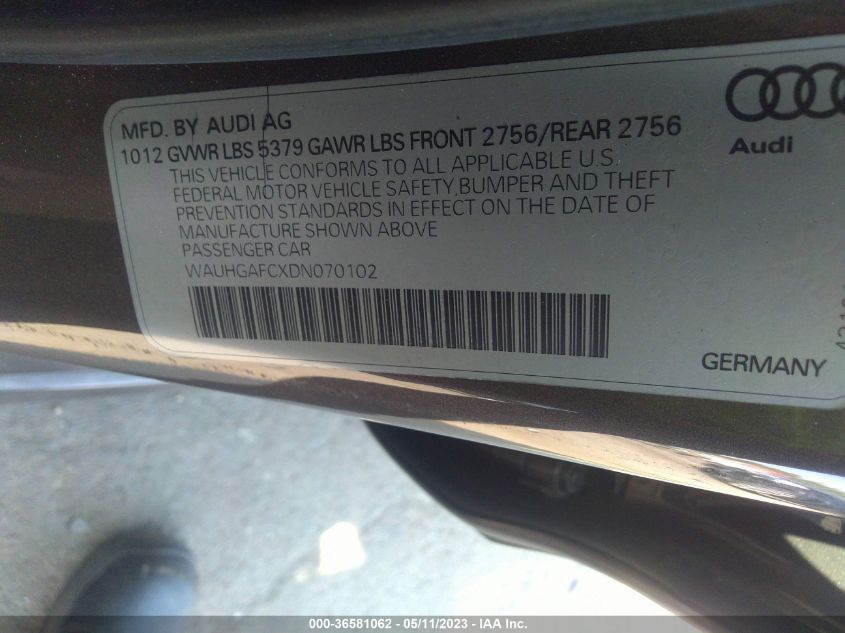 MFD. BY AUDI AG
1012 GVWR LBS 5379 GAWR LBS FRONT 2756/REAR 2756
THIS VEHICLE CONFORMS TO ALL APPLICABLE U.S.
FEDERAL MOTOR VEHICLE SAFETY,BUMPER AND THEFT
PREVENTION STANDARDS IN EFFECT ON THE DATE OF
MANUFACTURE SHOWN ABOVE
PASSENGER CAR
WAUHGAFCXDN070102
Audi
GERMANY
000-36581062 - 05/11/2023 - IAA Inc.